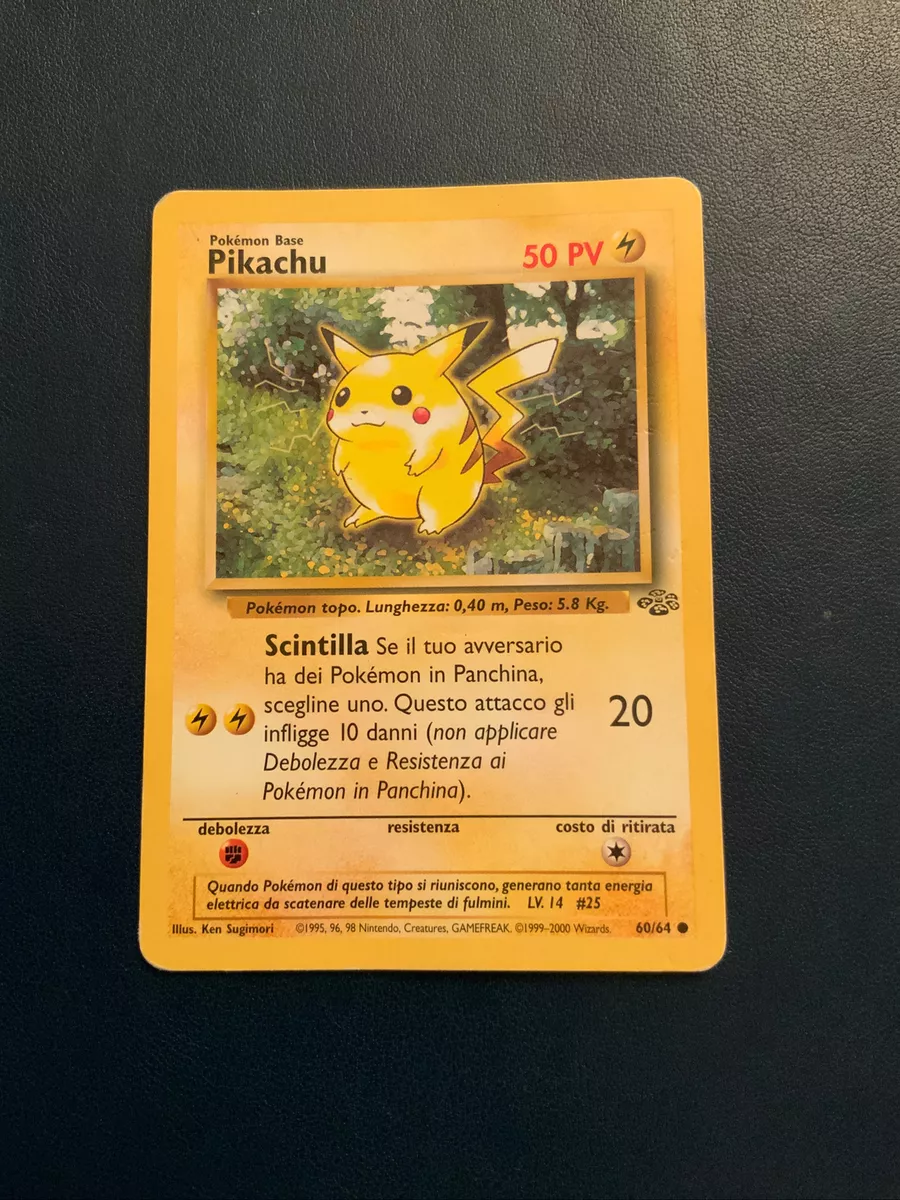 Pokémon Base
Pikachu
50 PV
Pokémon topo. Lunghezza: 0,40 m, Peso: 5.8 Kg.
Scintilla Se il tuo avversario
ha dei Pokémon in Panchina,
scegline uno. Questo attacco gli
infligge 10 danni (non applicare
Debolezza e Resistenza ai
Pokémon in Panchina).
20
debolezza
resistenza
costo di ritirata
Quando Pokémon di questo tipo si riuniscono, generano tanta energia
elettrica da scatenare delle tempeste di fulmini. LV. 14 #25
Illus. Ken Sugimori
©1995, 96, 98 Nintendo, Creatures, GAMEFREAK. ©1999–2000 Wizards.
60/64